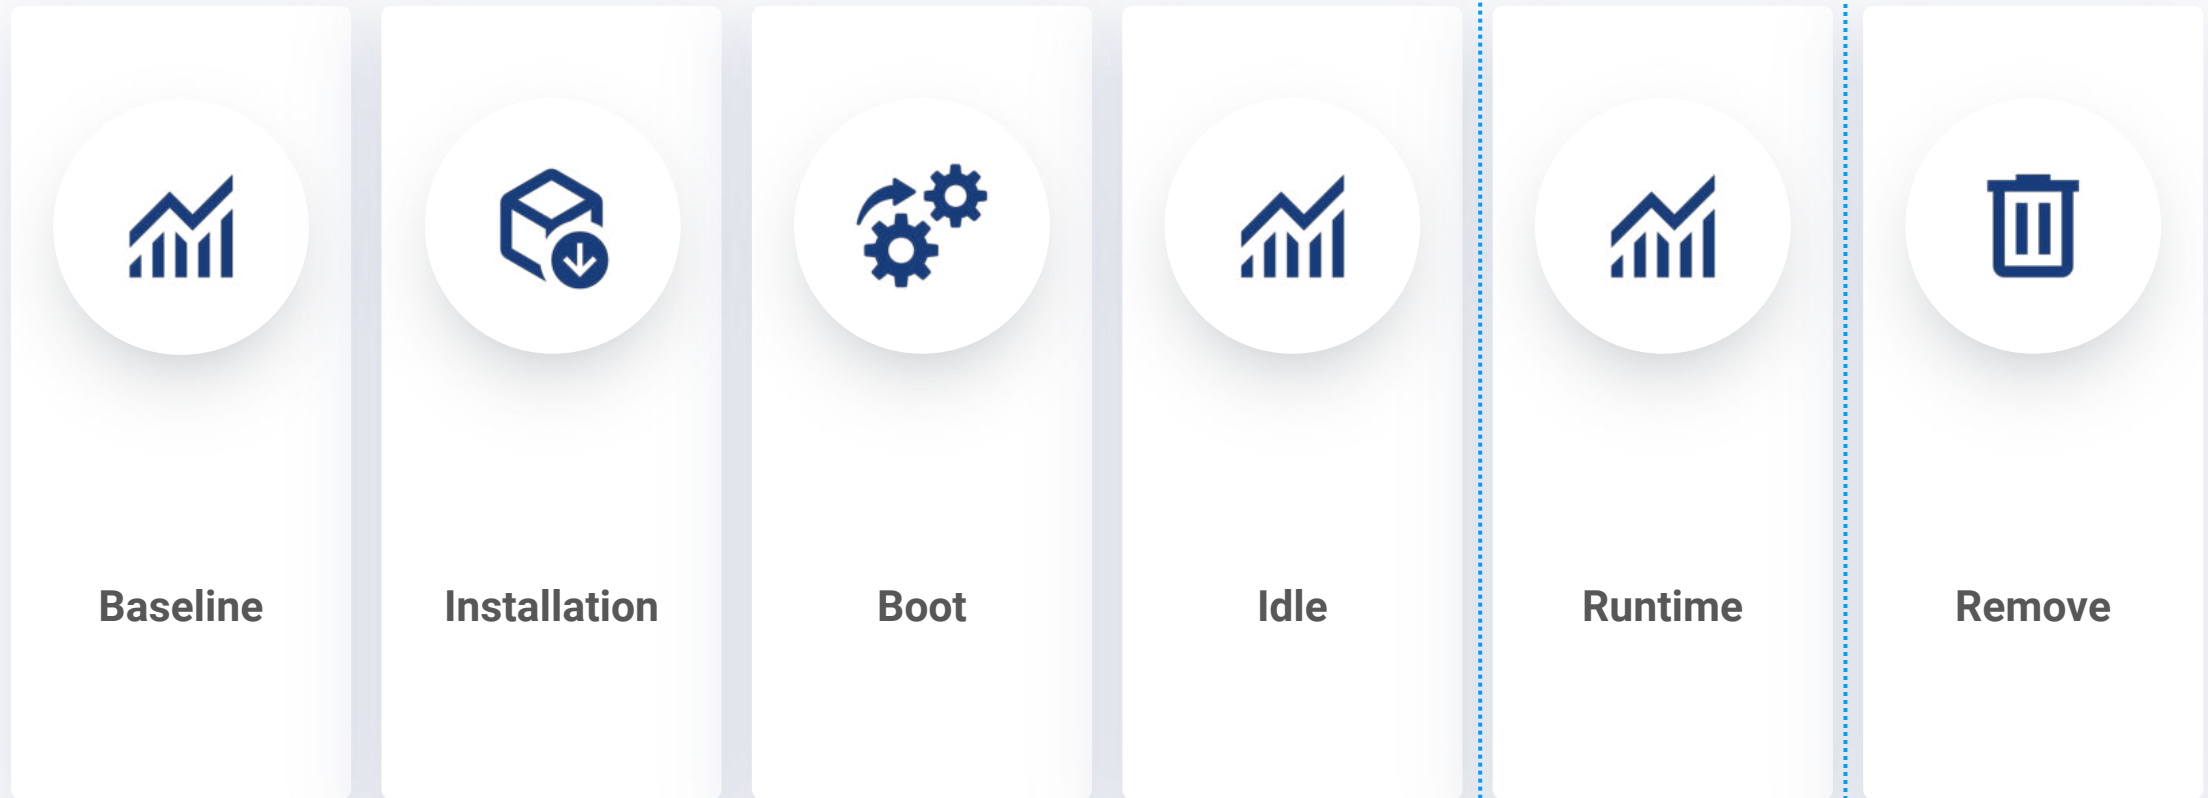 Baseline
Installation
Boot
Idle
Runtime
Remove